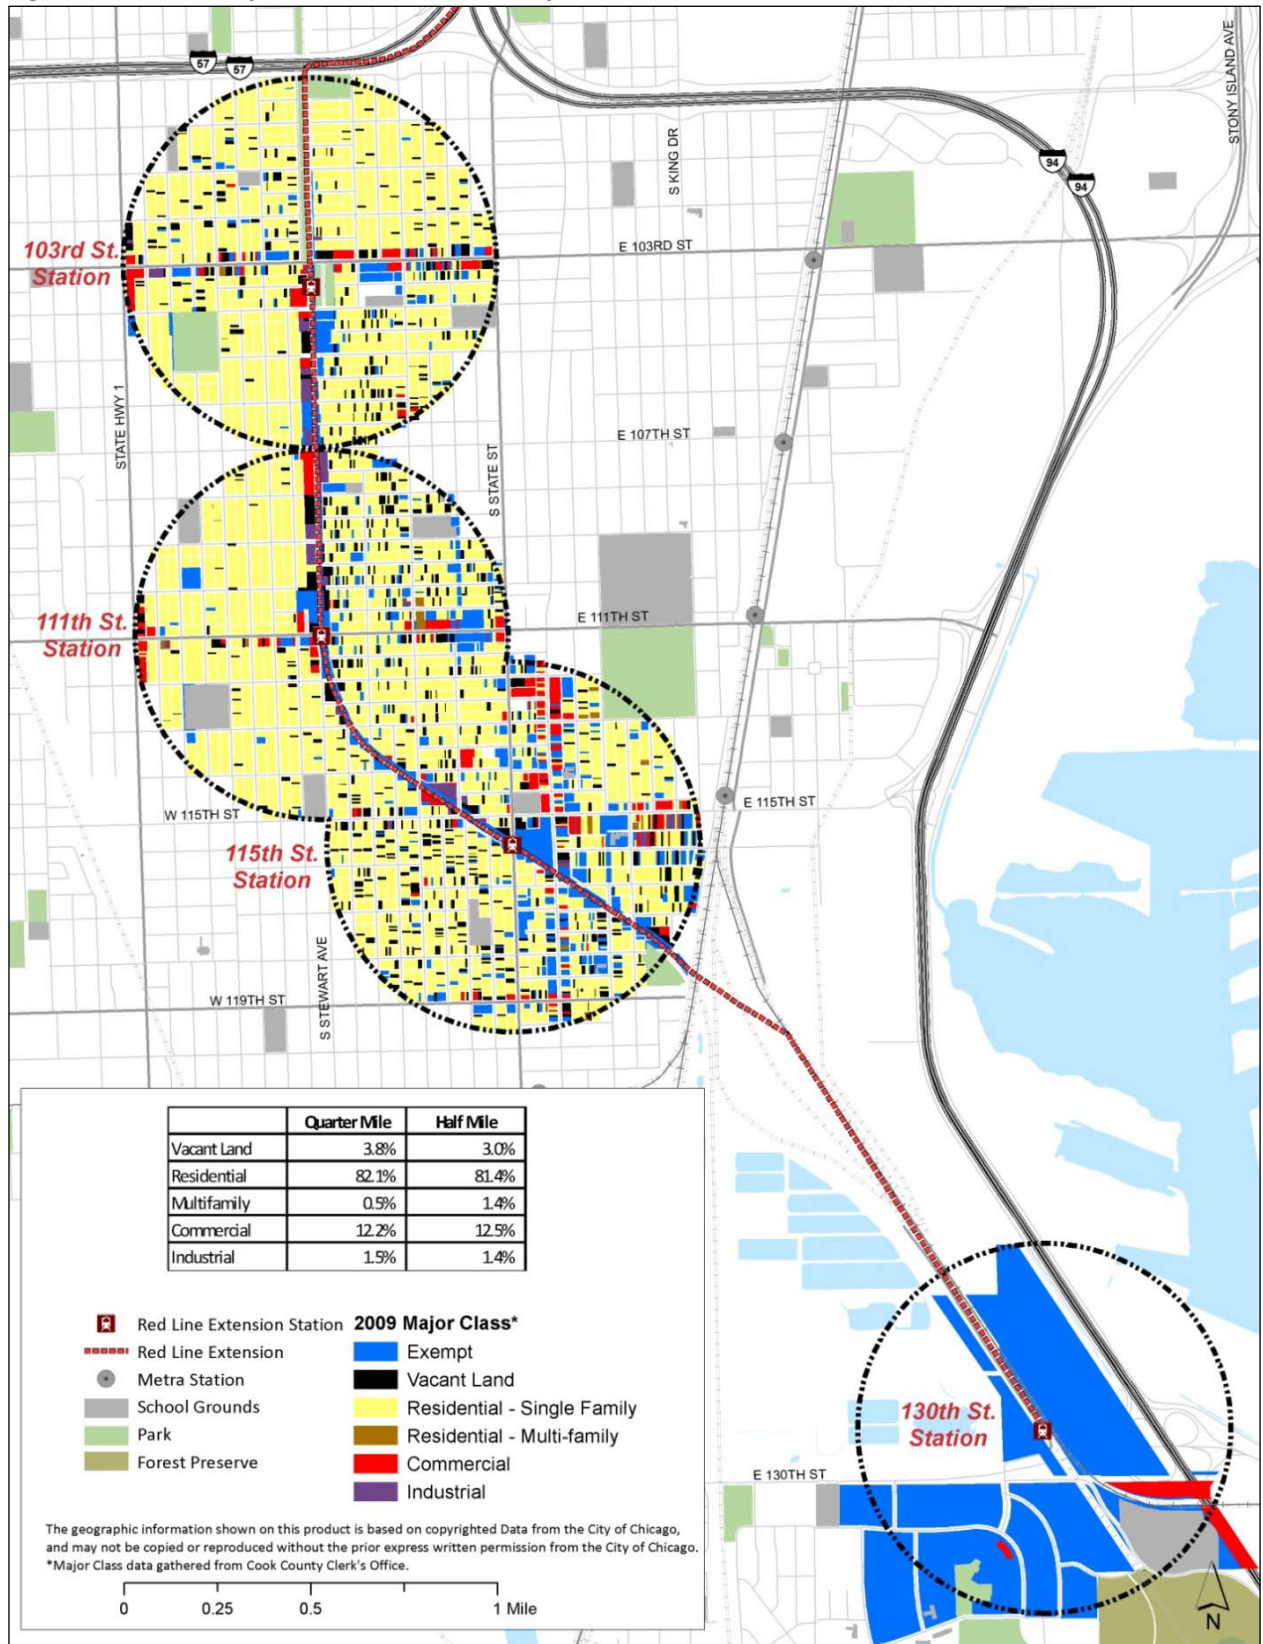 57
57
STONY ISLAND AVE
S KING DR
94
94
E 103RD ST
103rd St.
Station
STATE HWY 1
E 107TH ST
S STATE ST
111th St.
Station
E 111TH ST
W 115TH ST
E 115TH ST
115th St.
Station
S STEWART AVE
W 119TH ST
Quarter Mile Half Mile
Vacant Land 3.8% 3.0%
Residential 82.1% 81.4%
Multifamily 0.5% 1.4%
Commercial 12.2% 12.5%
Industrial 1.5% 1.4%
Red Line Extension Station
Red Line Extension
Metra Station
School Grounds
Park
Forest Preserve
2009 Major Class*
Exempt
Vacant Land
Residential - Single Family
Residential - Multi-family
Commercial
Industrial
130th St.
Station
E 130TH ST
The geographic information shown on this product is based on copyrighted Data from the City of Chicago,
and may not be copied or reproduced without the prior express written permission from the City of Chicago.
*Major Class data gathered from Cook County Clerk's Office.
0 0.25 0.5 1 Mile
N